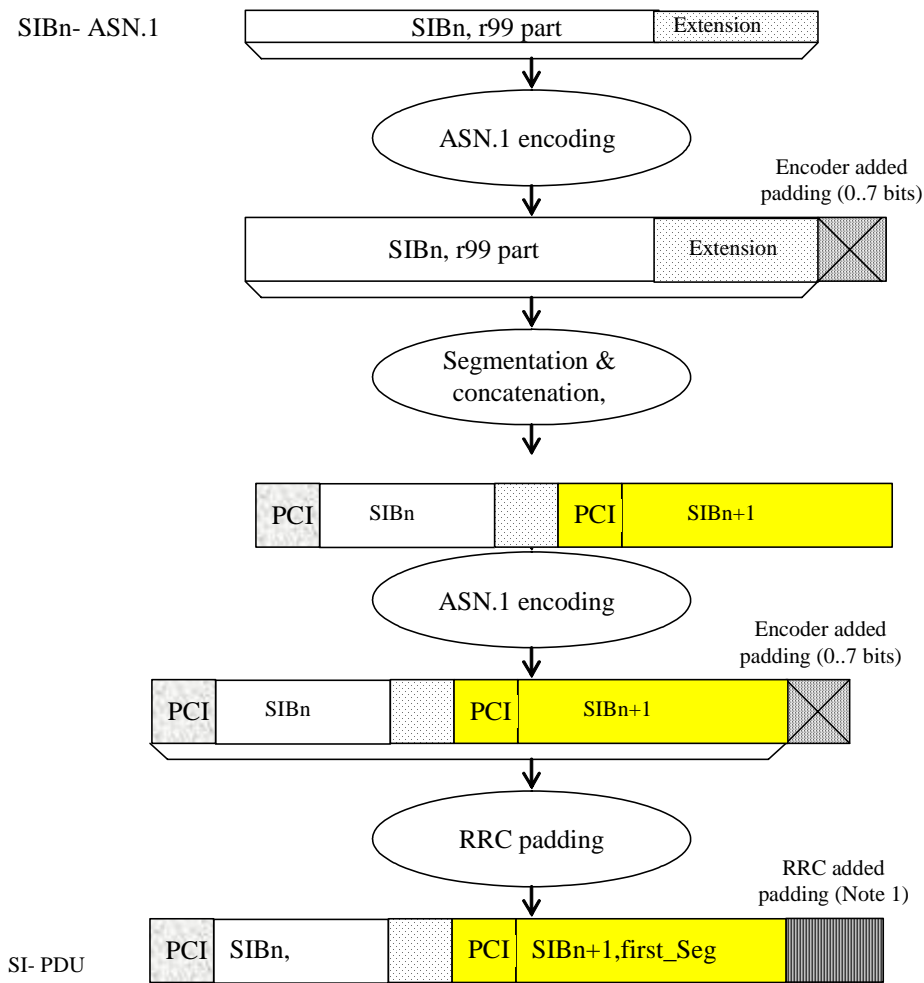 SIBn- ASN.1
SIBn, r99 part
Extension
ASN.1 encoding
Encoder added
padding (0..7 bits)
SIBn, r99 part
Extension
Segmentation &
concatenation,
PCI
SIBn
PCI
SIBn+1
ASN.1 encoding
Encoder added
padding (0..7 bits)
PCI
SIBn
PCI
SIBn+1
RRC padding
RRC added
padding (Note 1)
SI- PDU
PCI
SIBn,
PCI
SIBn+1,first_Seg